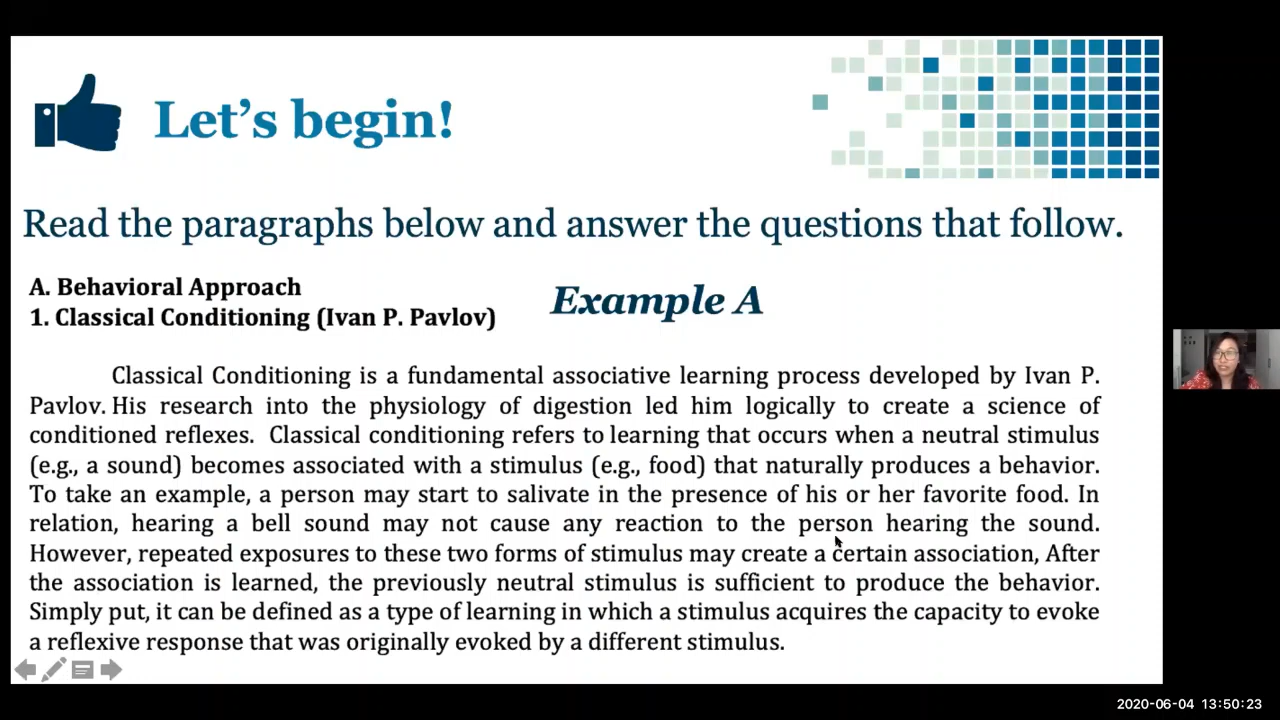 Let's begin!
Read the paragraphs below and answer the questions that follow.
A. Behavioral Approach
1. Classical Conditioning (Ivan P. Pavlov)
Example A
Classical Conditioning is a fundamental associative learning process developed by Ivan P.
Pavlov. His research into the physiology of digestion led him logically to create a science of
conditioned reflexes. Classical conditioning refers to learning that occurs when a neutral stimulus
(e.g., a sound) becomes associated with a stimulus (e.g., food) that naturally produces a behavior.
To take an example, a person may start to salivate in the presence of his or her favorite food. In
relation, hearing a bell sound may not cause any reaction to the person hearing the sound.
However, repeated exposures to these two forms of stimulus may create a certain association, After
the association is learned, the previously neutral stimulus is sufficient to produce the behavior.
Simply put, it can be defined as a type of learning in which a stimulus acquires the capacity to evoke
a reflexive response that was originally evoked by a different stimulus.
2020-06-04 13:50:23